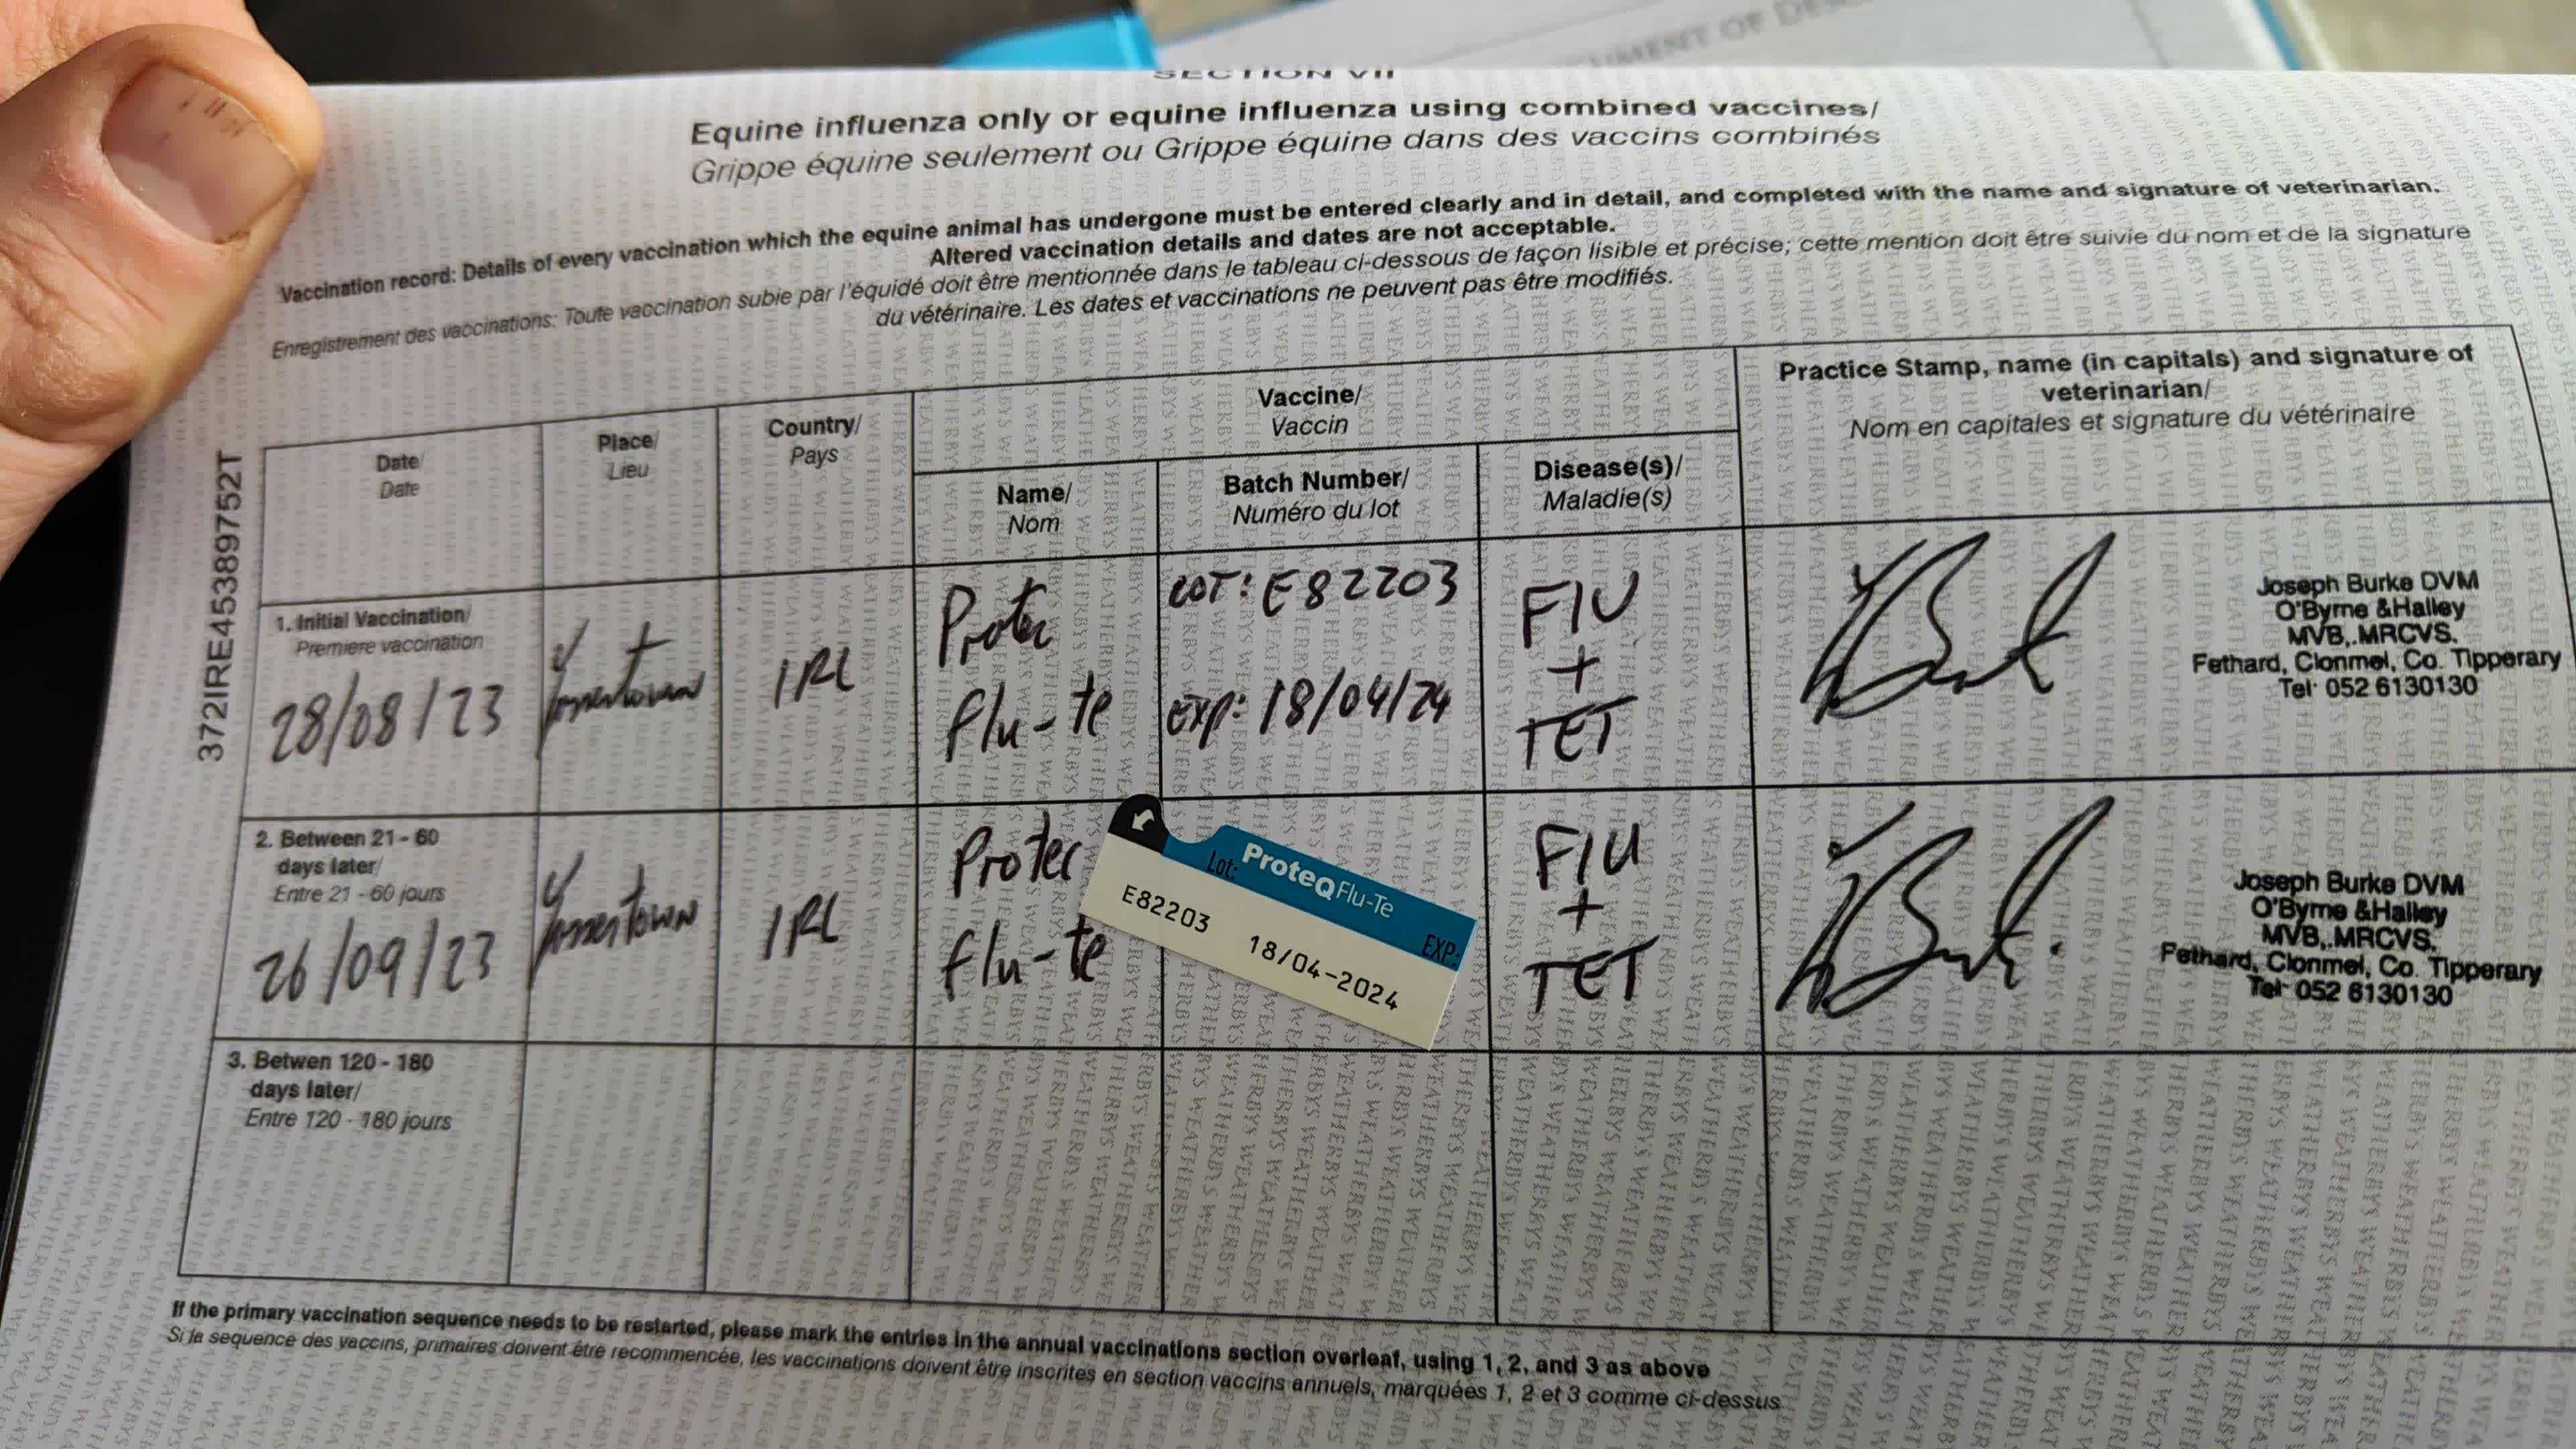 SECTION VII
Equine influenza only or equine influenza using combined vaccines/
Grippe équine seulement ou Grippe équine dans des vaccins combinés
Vaccination record: Details of every vaccination which the equine animal has undergone must be entered clearly and in detail, and completed with the name and signature of veterinarian.
Altered vaccination details and dates are not acceptable.
Enregistrement des vaccinations: Toute vaccination subie par l'équidé doit être mentionnée dans le tableau ci-dessous de façon lisible et précise; cette mention doit être suivie du nom et de la signature
du vétérinaire. Les dates et vaccinations ne peuvent pas être modifiés.
372IRE45389752T
Date/
Date
Place/
Lieu
Country/
Pays
Vaccine/
Vaccin
Name/
Nom
Batch Number/
Numéro du lot
Disease(s)/
Maladie(s)
Practice Stamp, name (in capitals) and signature of
veterinarian/
Nom en capitales et signature du vétérinaire
1. Initial Vaccination/
Premiere vaccination
28/08/23
IRL
Protec
flu-te
LOT: E82203
exp: 18/04/24
FLU
+
TET
Joseph Burke DVM
O'Byrne &Halley
MVB,.MRCVS.
Fethard, Clonmel, Co. Tipperary
Tel: 052 6130130
2. Between 21 - 60
days later/
Entre 21 - 60 jours
26/09/23
IRL
Protec
flu-te
Lot: ProteqFlu-Te EXP:
E82203 18/04-2024
FLU
+
TET
Joseph Burke DVM
O'Byrne &Halley
MVB,.MRCVS.
Fethard, Clonmel, Co. Tipperary
Tel: 052 6130130
3. Betwen 120 - 180
days later/
Entre 120 - 180 jours
If the primary vaccination sequence needs to be restarted, please mark the entries in the annual vaccinations section overleaf, using 1, 2, and 3 as above
Si la sequence des vaccins, primaires doivent être recommencée, les vaccinations doivent être inscrites en section vaccins annuels, marquées 1, 2 et 3 comme ci-dessus